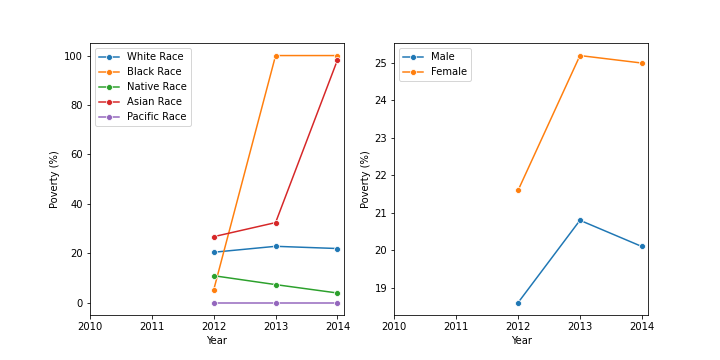 White Race
Black Race
Native Race
Asian Race
Pacific Race
100
80
60
40
20
0
Poverty (%)
2010 2011 2012 2013 2014
Year
Male
Female
25
24
23
22
21
20
19
Poverty (%)
2010 2011 2012 2013 2014
Year